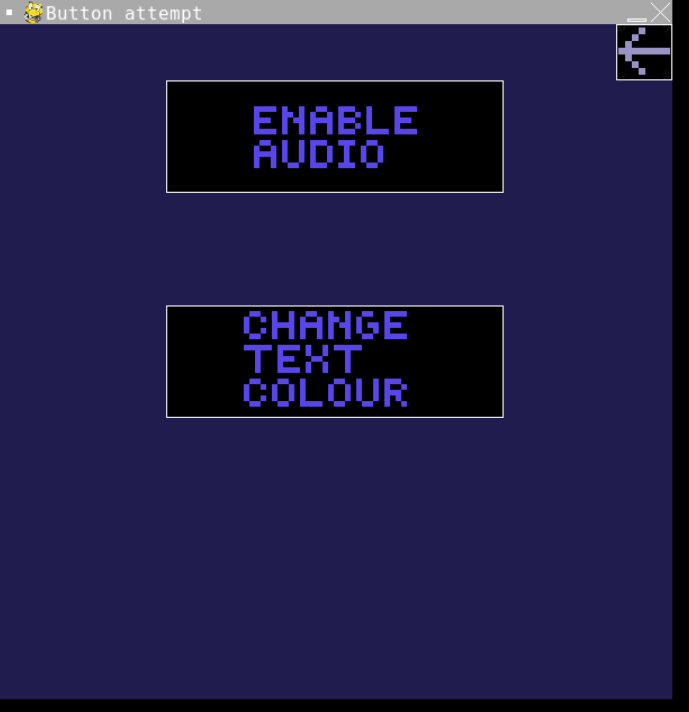 Button attempt
ENABLE
AUDIO
CHANGE
TEXT
COLOUR